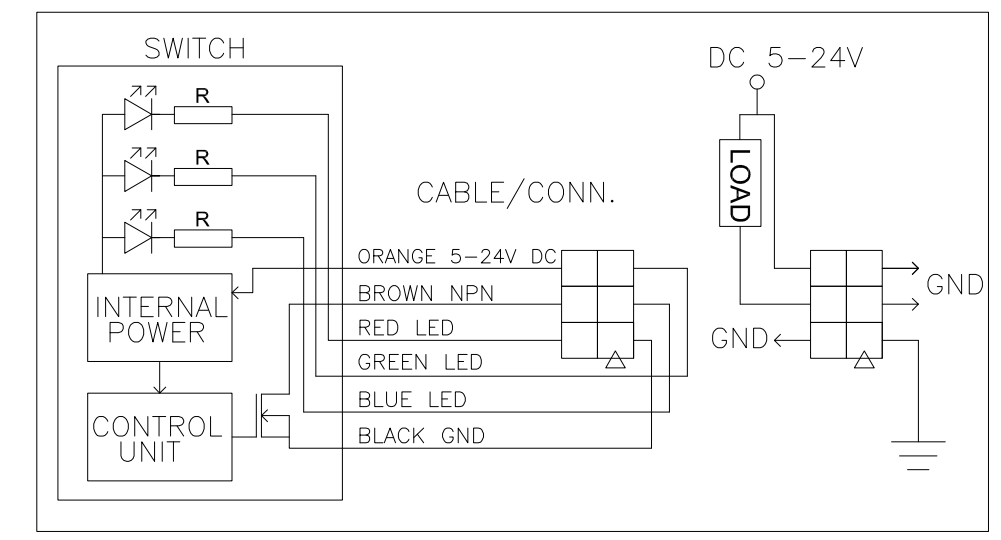 SWITCH
R
R
R
INTERNAL
POWER
CONTROL
UNIT
CABLE/CONN.
ORANGE 5-24V DC
BROWN NPN
RED LED
GREEN LED
BLUE LED
BLACK GND
DC 5-24V
LOAD
GND
GND